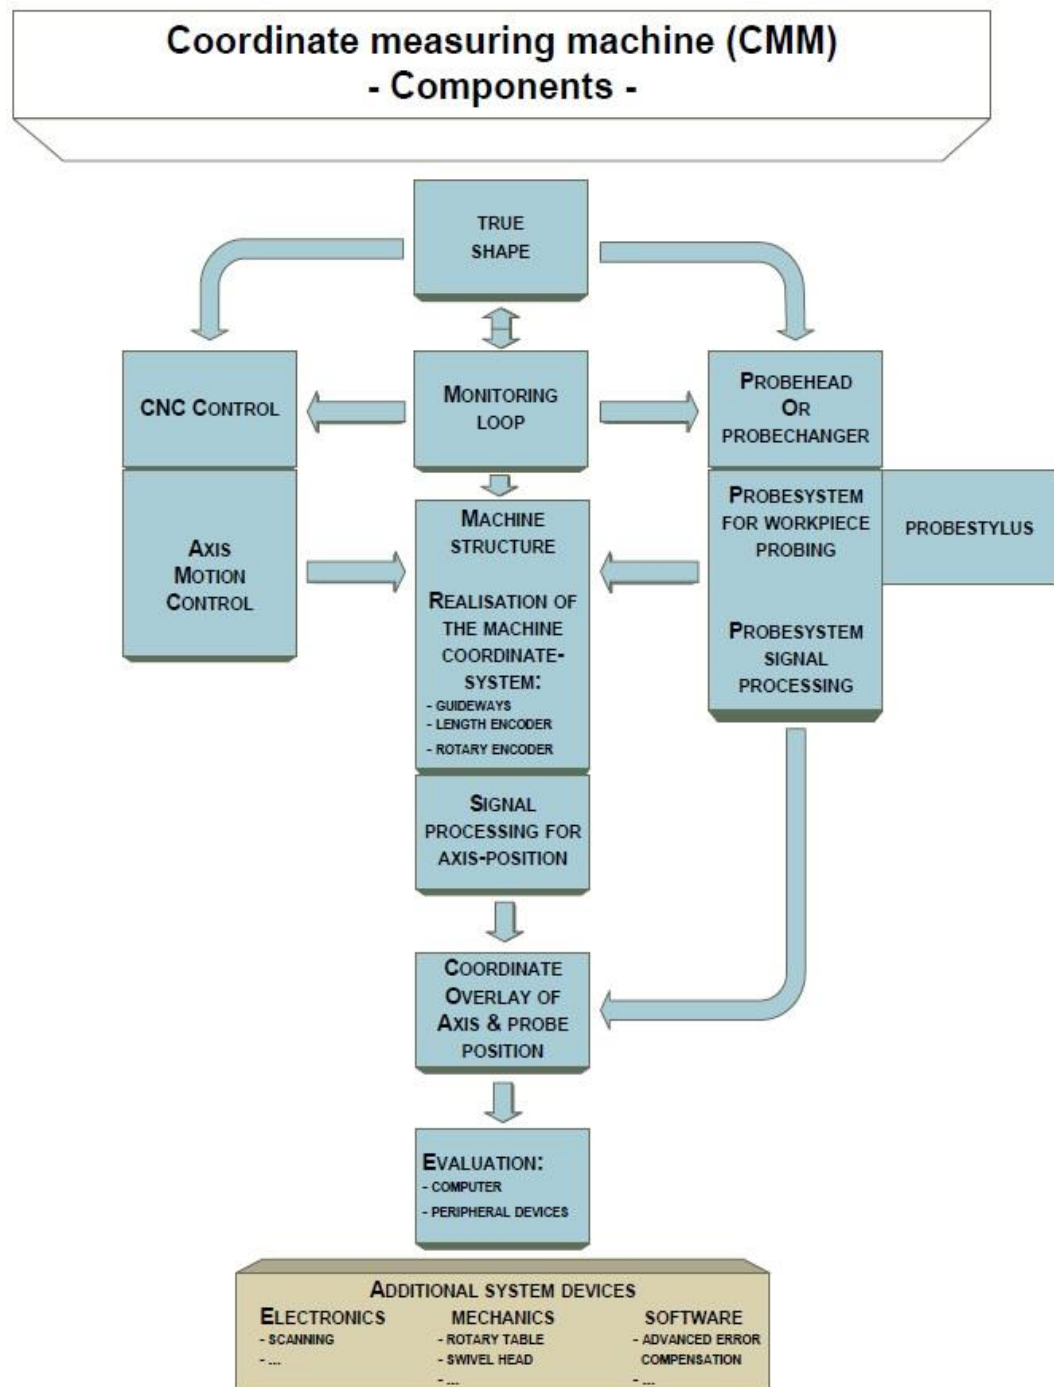 Coordinate measuring machine (CMM)
- Components -
TRUE
SHAPE
CNC CONTROL
MONITORING
LOOP
PROBEHEAD
OR
PROBECHANGER
AXIS
MOTION
CONTROL
MACHINE
STRUCTURE
REALISATION OF
THE MACHINE
COORDINATE-
SYSTEM:
- GUIDEWAYS
- LENGTH ENCODER
- ROTARY ENCODER
PROBESYSTEM
FOR WORKPIECE
PROBING
PROBESTYLUS
PROBESYSTEM
SIGNAL
PROCESSING
SIGNAL
PROCESSING FOR
AXIS-POSITION
COORDINATE
OVERLAY OF
AXIS & PROBE
POSITION
EVALUATION:
- COMPUTER
- PERIPHERAL DEVICES
ADDITIONAL SYSTEM DEVICES
ELECTRONICS
- SCANNING
- ...
MECHANICS
- ROTARY TABLE
- SWIVEL HEAD
- ...
SOFTWARE
- ADVANCED ERROR
COMPENSATION
- ...